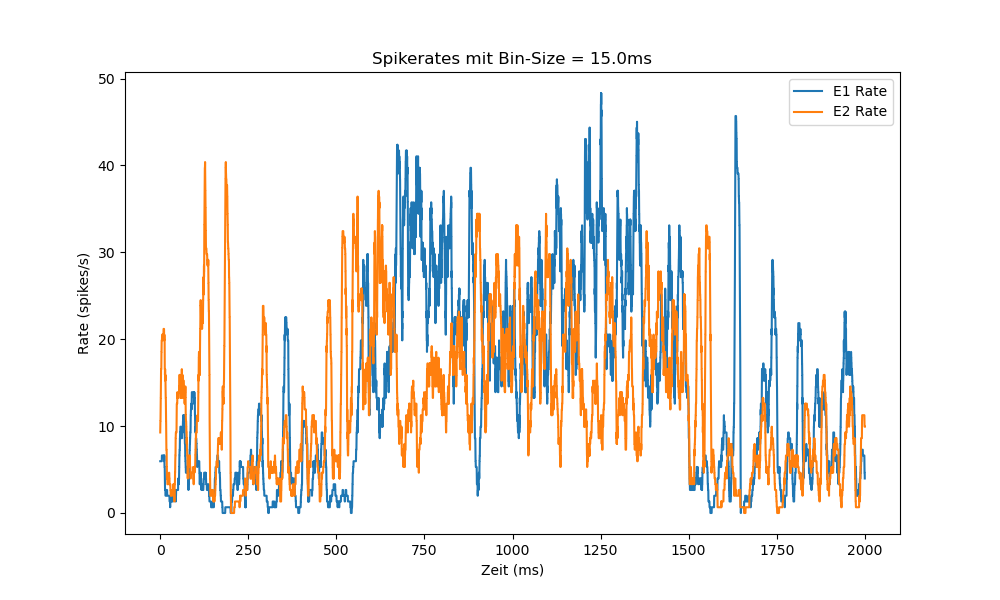 Spikerates mit Bin-Size = 15.0ms
50
40
30
20
10
0
Rate (spikes/s)
E1 Rate
E2 Rate
0 250 500 750 1000 1250 1500 1750 2000
Zeit (ms)